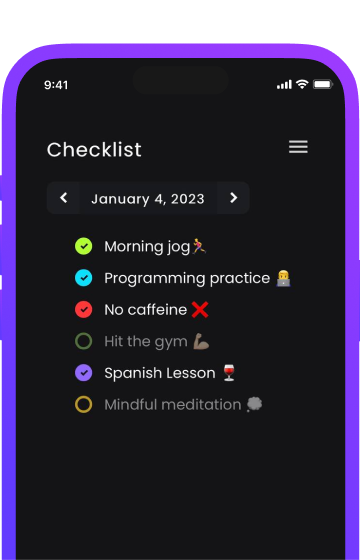 9:41
Checklist
January 4, 2023
Morning jog🏃
Programming practice 👩‍💻
No caffeine ❌
Hit the gym 💪🏽
Spanish Lesson 🍷
Mindful meditation 💭